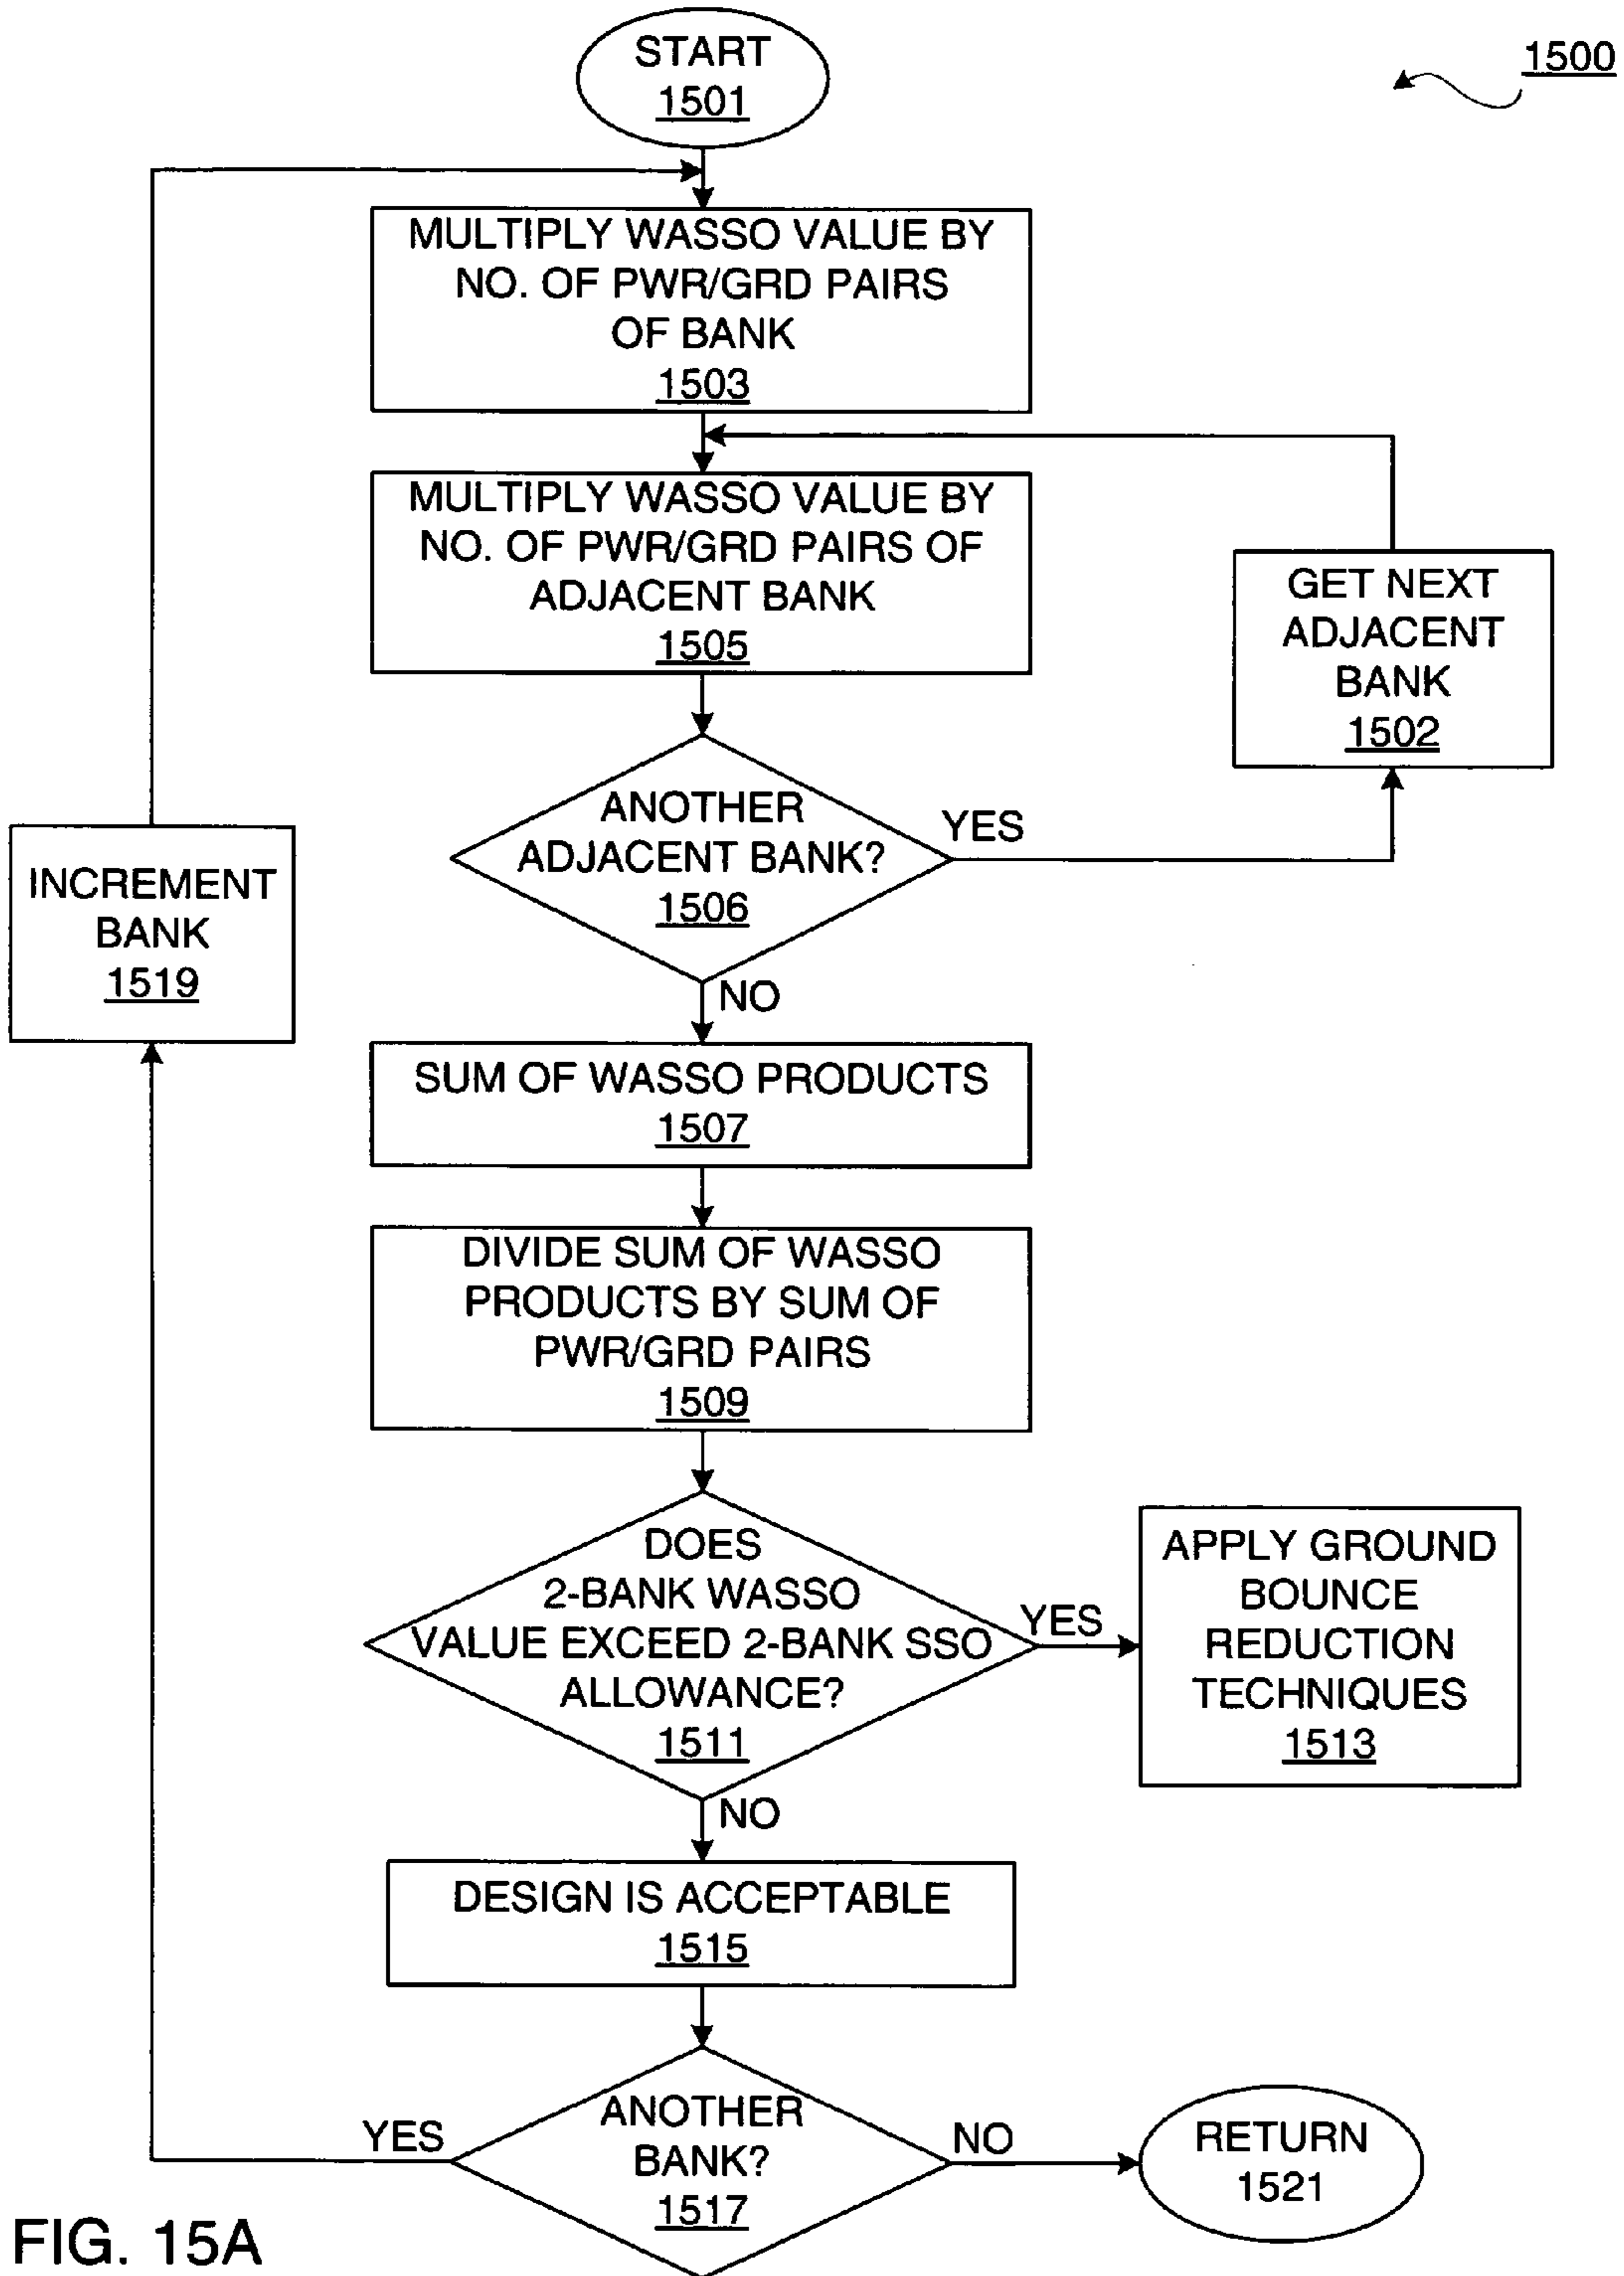 START
1501
1500
MULTIPLY WASSO VALUE BY
NO. OF PWR/GRD PAIRS
OF BANK
1503
MULTIPLY WASSO VALUE BY
NO. OF PWR/GRD PAIRS OF
ADJACENT BANK
1505
GET NEXT
ADJACENT
BANK
1502
ANOTHER
ADJACENT BANK?
1506
YES
INCREMENT
BANK
1519
NO
SUM OF WASSO PRODUCTS
1507
DIVIDE SUM OF WASSO
PRODUCTS BY SUM OF
PWR/GRD PAIRS
1509
DOES
2-BANK WASSO
VALUE EXCEED 2-BANK SSO
ALLOWANCE?
1511
YES
APPLY GROUND
BOUNCE
REDUCTION
TECHNIQUES
1513
NO
DESIGN IS ACCEPTABLE
1515
YES
ANOTHER
BANK?
1517
NO
RETURN
1521
FIG. 15A